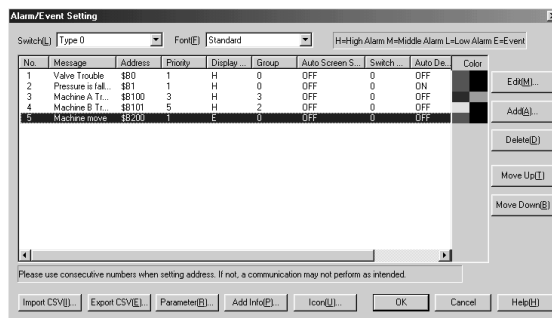 Alarm/Event Setting
Switch(L) Type 0 Font(F) Standard H=High Alarm M=Middle Alarm L=Low Alarm E=Event
No. Message Address Priority Display ... Group Auto Screen S... Switch ... Auto De... Color
1 Valve Trouble $B0 1 H 0 OFF 0 OFF
2 Pressure is fall... $B1 1 H 0 OFF 0 ON
3 Machine A Tr... $B100 3 H 3 OFF 0 OFF
4 Machine B Tr... $B101 5 H 2 OFF 0 OFF
5 Machine move $B200 1 E 0 OFF 0 OFF
Edit(M)...
Add(A)...
Delete(D)
Move Up(T)
Move Down(B)
Please use consecutive numbers when setting address. If not, a communication may not perform as intended.
Import CSV(I)... Export CSV(E)... Parameter(R)... Add Info(P)... Icon(U)... OK Cancel Help(H)